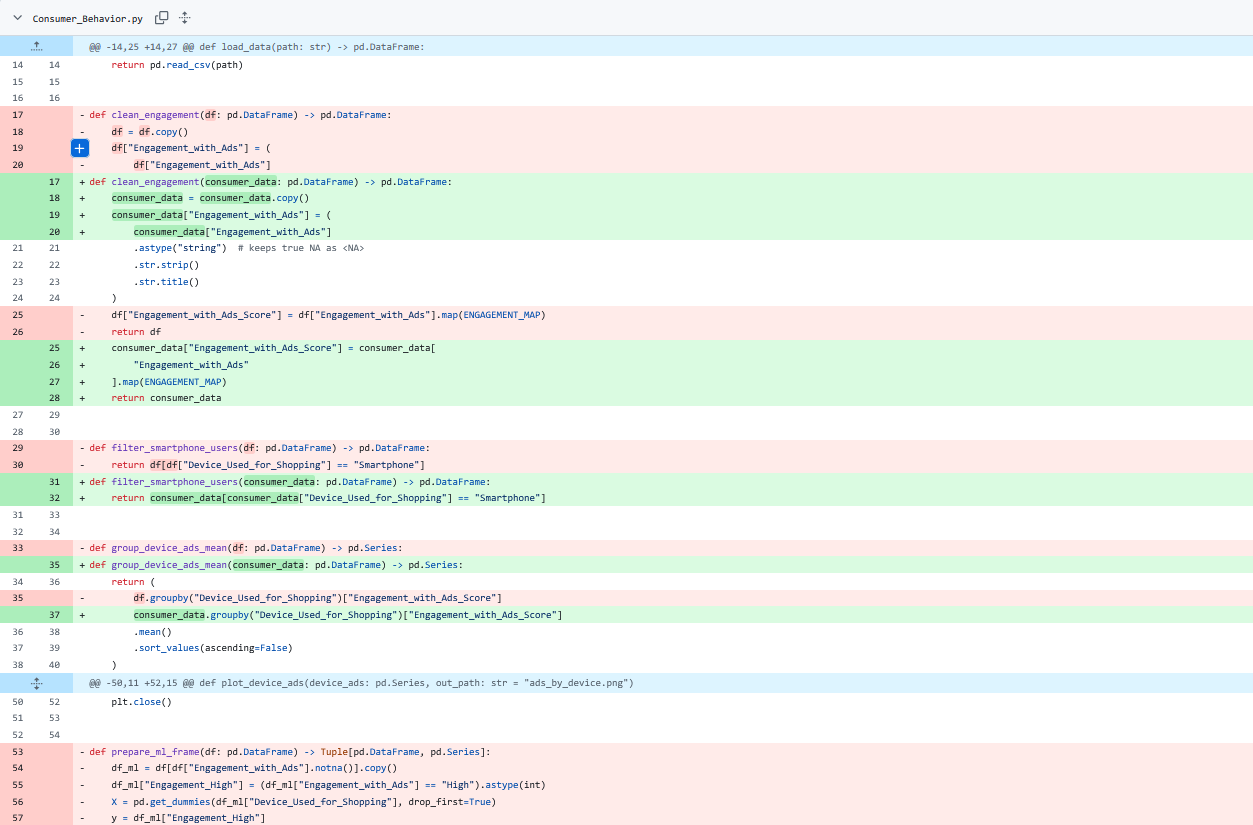 Consumer_Behavior.py
@@ -14,25 +14,27 @@ def load_data(path: str) -> pd.DataFrame:
14 14 return pd.read_csv(path)
15 15
16 16
17 - def clean_engagement(df: pd.DataFrame) -> pd.DataFrame:
18 - df = df.copy()
19 + df["Engagement_with_Ads"] = (
20 - df["Engagement_with_Ads"]
17 + def clean_engagement(consumer_data: pd.DataFrame) -> pd.DataFrame:
18 + consumer_data = consumer_data.copy()
19 + consumer_data["Engagement_with_Ads"] = (
20 + consumer_data["Engagement_with_Ads"]
21 21 .astype("string") # keeps true NA as <NA>
22 22 .str.strip()
23 23 .str.title()
24 24 )
25 - df["Engagement_with_Ads_Score"] = df["Engagement_with_Ads"].map(ENGAGEMENT_MAP)
26 - return df
25 + consumer_data["Engagement_with_Ads_Score"] = consumer_data[
26 + "Engagement_with_Ads"
27 + ].map(ENGAGEMENT_MAP)
28 + return consumer_data
27 29
28 30
29 - def filter_smartphone_users(df: pd.DataFrame) -> pd.DataFrame:
30 - return df[df["Device_Used_for_Shopping"] == "Smartphone"]
31 + def filter_smartphone_users(consumer_data: pd.DataFrame) -> pd.DataFrame:
32 + return consumer_data[consumer_data["Device_Used_for_Shopping"] == "Smartphone"]
31 33
32 34
33 - def group_device_ads_mean(df: pd.DataFrame) -> pd.Series:
35 + def group_device_ads_mean(consumer_data: pd.DataFrame) -> pd.Series:
34 36 return (
35 - df.groupby("Device_Used_for_Shopping")["Engagement_with_Ads_Score"]
37 + consumer_data.groupby("Device_Used_for_Shopping")["Engagement_with_Ads_Score"]
36 38 .mean()
37 39 .sort_values(ascending=False)
38 40 )
@@ -50,11 +52,15 @@ def plot_device_ads(device_ads: pd.Series, out_path: str = "ads_by_device.png")
50 52 plt.close()
51 53
52 54
53 - def prepare_ml_frame(df: pd.DataFrame) -> Tuple[pd.DataFrame, pd.Series]:
54 - df_ml = df[df["Engagement_with_Ads"].notna()].copy()
55 - df_ml["Engagement_High"] = (df_ml["Engagement_with_Ads"] == "High").astype(int)
56 - X = pd.get_dummies(df_ml["Device_Used_for_Shopping"], drop_first=True)
57 - y = df_ml["Engagement_High"]